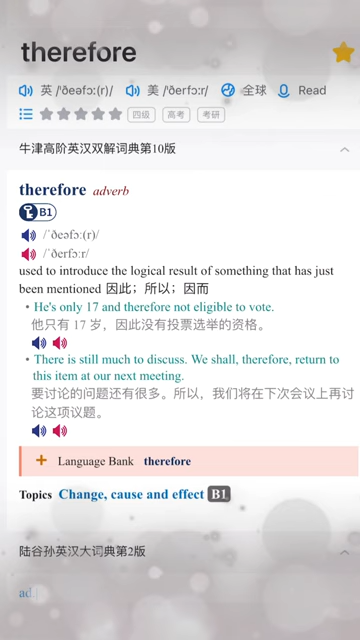 therefore
英 /'ðeəfɔ:(r)/ 美 /'ðerfɔ:r/ 全球 Read
四级 高考 考研
牛津高阶英汉双解词典第10版
therefore adverb
B1
/ˈðeəfɔː(r)/
/ˈðerfɔːr/
used to introduce the logical result of something that has just
been mentioned 因此；所以；因而
• He's only 17 and therefore not eligible to vote.
他只有 17 岁，因此没有投票选举的资格。
• There is still much to discuss. We shall, therefore, return to
this item at our next meeting.
要讨论的问题还有很多。所以，我们将在下次会议上再讨
论这项议题。
+ Language Bank therefore
Topics Change, cause and effect B1
陆谷孙英汉大词典第2版
ad